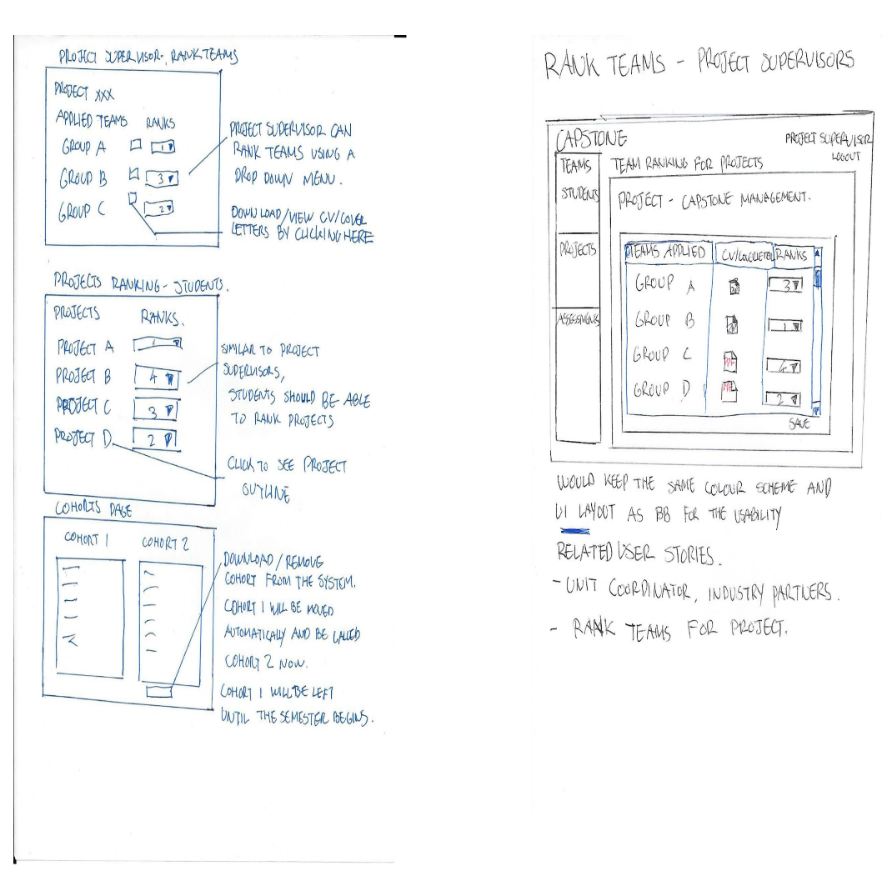 PROJECT SUPERVISOR - RANK TEAMS
PROJECT XXX
APPLIED TEAMS RANKS
GROUP A 1
GROUP B 3
GROUP C 2
PROJECT SUPERVISOR CAN
RANK TEAMS USING A
DROP DOWN MENU.
DOWNLOAD/VIEW CV/COVER
LETTERS BY CLICKING HERE
PROJECTS RANKING - STUDENTS.
PROJECTS RANKS.
PROJECT A 1
PROJECT B 4
PROJECT C 3
PROJECT D 2
SIMILAR TO PROJECT
SUPERVISORS,
STUDENTS SHOULD BE ABLE
TO RANK PROJECTS
CLICK TO SEE PROJECT
OUTLINE
COHORTS PAGE
COHORT 1 COHORT 2
DOWNLOAD/REMOVE
COHORT FROM THE SYSTEM.
COHORT 1 WILL BE MOVED
AUTOMATICALLY AND BE CALLED
COHORT 2 NOW.
COHORT 1 WILL BE LEFT
UNTIL THE SEMESTER BEGINS.
RANK TEAMS - PROJECT SUPERVISORS
CAPSTONE PROJECT SUPERVISOR
LOGOUT
TEAMS
STUDENTS
PROJECTS
TEAM RANKING FOR PROJECTS
PROJECT - CAPSTONE MANAGEMENT.
TEAMS APPLIED RANKS
GROUP A 3
GROUP B 1
GROUP C 4
GROUP D 2
SAVE
WOULD KEEP THE SAME COLOUR SCHEME AND
UI LAYOUT AS BB FOR THE USABILITY
RELATED USER STORIES.
- UNIT COORDINATOR, INDUSTRY PARTNERS.
- RANK TEAMS FOR PROJECT.